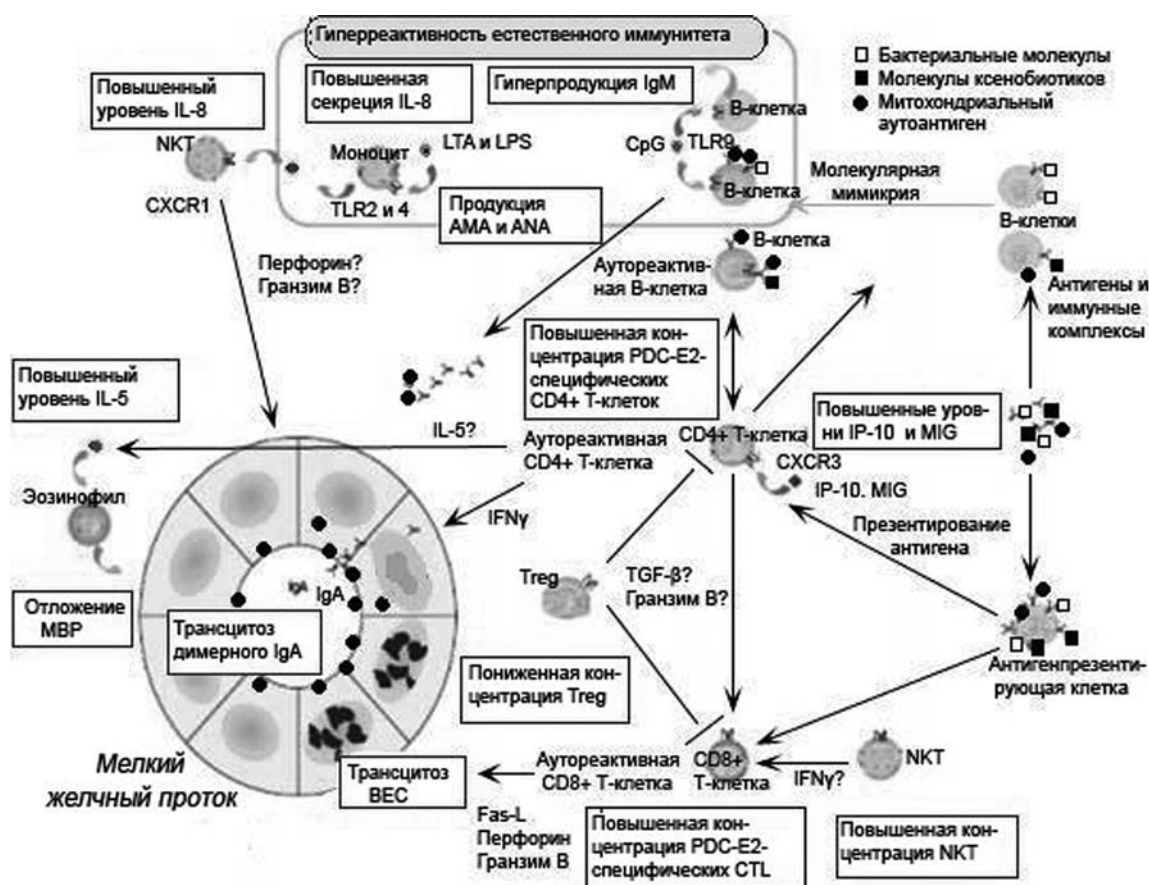 Гиперреактивность естественного иммунитета
Повышенный
уровень IL-8
NKT
CXCR1
Повышенная
секреция IL-8
Гиперпродукция IgM
В-клетка
LTA и LPS
Моноцит
TLR2 и 4
CpG
TLR9
В-клетка
Продукция
AMA и ANA
Бактериальные молекулы
Молекулы ксенобиотиков
Митохондриальный
аутоантиген
Молекулярная
мимикрия
В-клетки
Антигены и
иммунные
комплексы
Перфорин?
Гранзим В?
В-клетка
Аутореактив-
ная В-клетка
Повышенная кон-
центрация PDC-E2-
специфических
CD4+ Т-клеток
Повышенный
уровень IL-5
IL-5?
Аутореактивная
CD4+ Т-клетка
CD4+ Т-клетка
Повышенные уров-
ни IP-10 и MIG
CXCR3
IP-10. MIG
Эозинофил
IFNγ
Презентирование
антигена
Treg
TGF-β?
Гранзим В?
IgA
Отложение
MBP
Трансцитоз
димерного IgA
Пониженная кон-
центрация Treg
Антигенпрезенти-
рующая клетка
Мелкий
желчный проток
Трансцитоз
BEC
Аутореактивная
CD8+ Т-клетка
CD8+
Т-клетка
IFNγ?
NKT
Fas-L
Перфорин
Гранзим В
Повышенная кон-
центрация PDC-E2-
специфических CTL
Повышенная кон-
центрация NKT